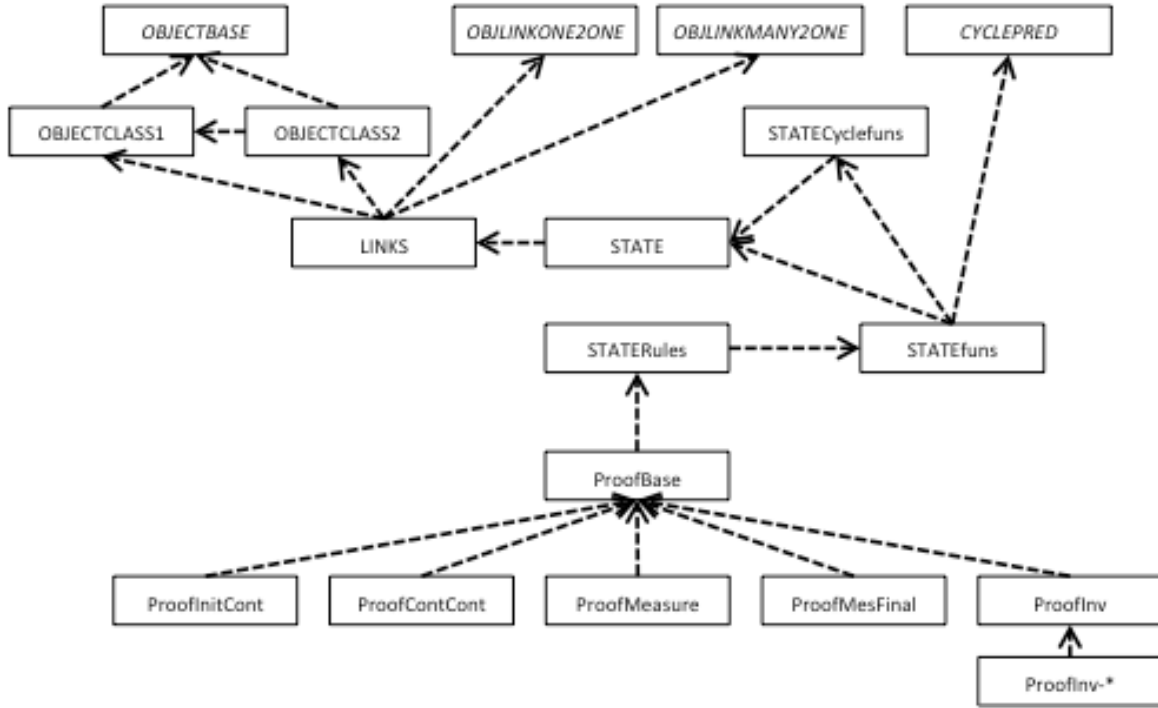 OBJECTBASE
OBJLINKONE2ONE
OBJLINKMANY2ONE
CYCLEPRED
OBJECTCLASS1
OBJECTCLASS2
STATECyclefuns
LINKS
STATE
STATERules
STATEfuns
ProofBase
ProofInitCont
ProofContCont
ProofMeasure
ProofMesFinal
ProofInv
ProofInv-*